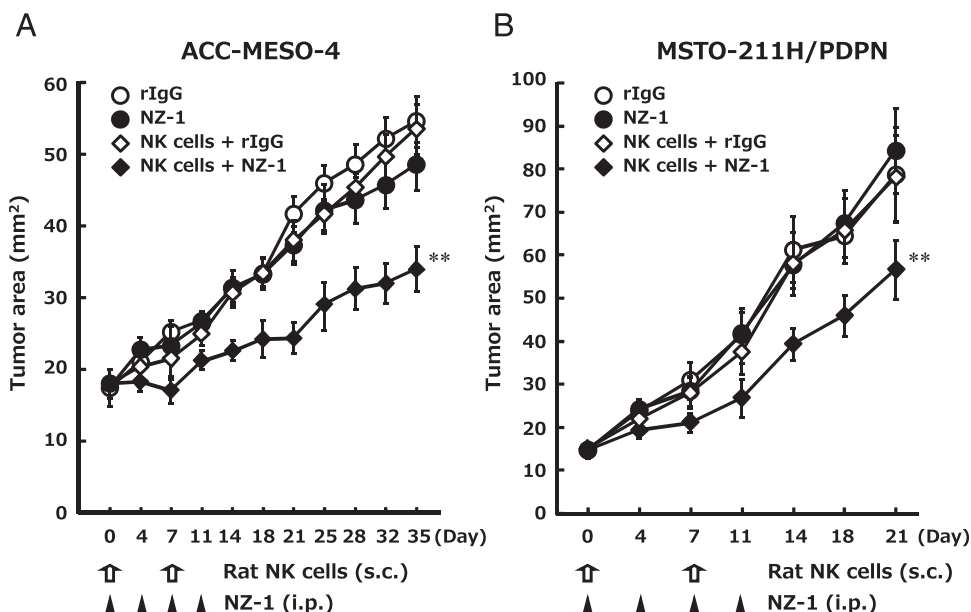 A
ACC-MESO-4
Tumor area (mm²)
60
50
40
30
20
10
0
rIgG
NZ-1
NK cells + rIgG
NK cells + NZ-1
**
0 4 7 11 14 18 21 25 28 32 35 (Day)
Rat NK cells (s.c.)
NZ-1 (i.p.)
B
MSTO-211H/PDPN
Tumor area (mm²)
100
90
80
70
60
50
40
30
20
10
0
rIgG
NZ-1
NK cells + rIgG
NK cells + NZ-1
**
0 4 7 11 14 18 21 (Day)
Rat NK cells (s.c.)
NZ-1 (i.p.)